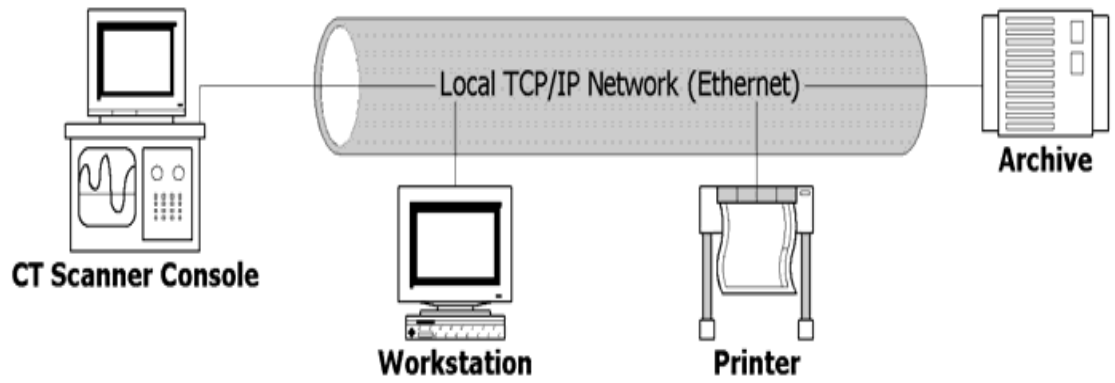 Local TCP/IP Network (Ethernet)
Archive
CT Scanner Console
Workstation
Printer